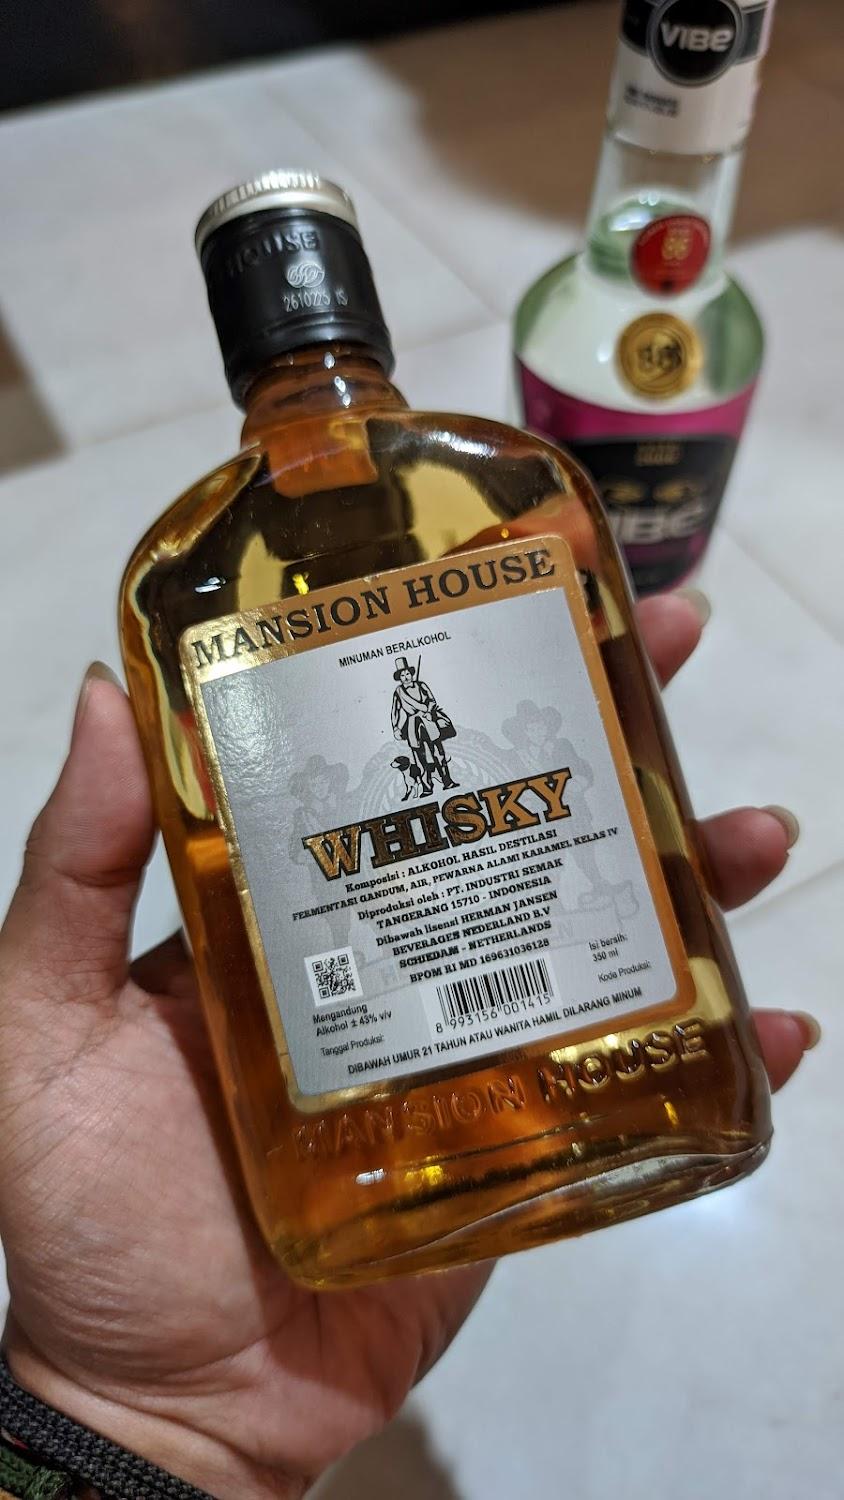 VIBE
HOUSE
2610225 IS
MANSION HOUSE
MINUMAN BERALKOHOL
WHISKY
Komposisi : ALKOHOL HASIL DESTILASI
FERMENTASI GANDUM, AIR, PEWARNA ALAMI KARAMEL KELAS IV
Diproduksi oleh : PT. INDUSTRI SEMAK
TANGERANG 15710 - INDONESIA
Dibawah lisensi HERMAN JANSEN
BEVERAGES NEDERLAND B.V
SCHIEDAM - NETHERLANDS
BPOM RI MD 169631036128
Isi bersih:
350 ml
Kode Produksi:
Mengandung
Alkohol ± 43% v/v
8 993156 001415
Tanggal Produksi:
DIBAWAH UMUR 21 TAHUN ATAU WANITA HAMIL DILARANG MINUM
MANSION HOUSE